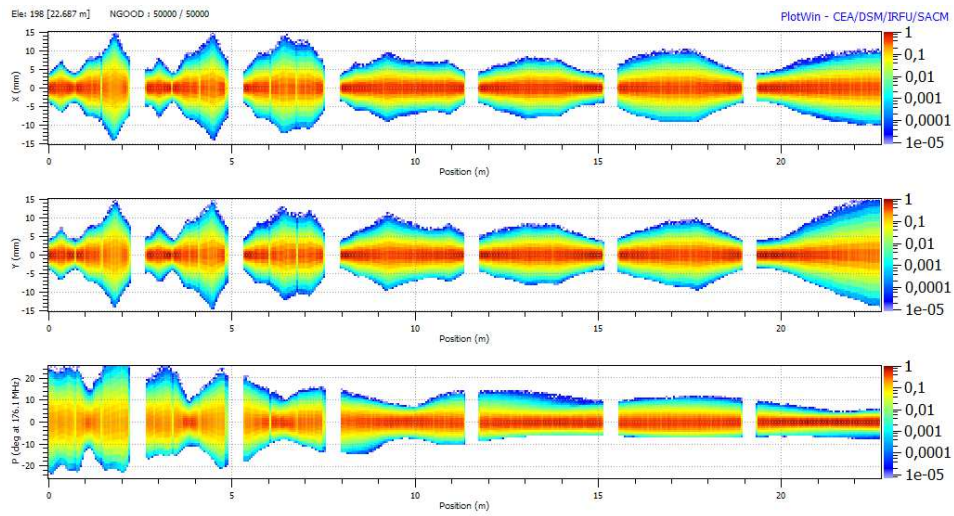 Ele: 198 [22.687 m] NGOOD : 50000 / 50000
PlotWin - CEA/DSM/IRFU/SACM
X (mm)
15
10
5
0
-5
-10
-15
0 5 10 15 20
Position (m)
1
0,1
0,01
0,001
0,0001
1e-05
Y (mm)
15
10
5
0
-5
-10
-15
0 5 10 15 20
Position (m)
1
0,1
0,01
0,001
0,0001
1e-05
P (deg at 176.1 MHz)
20
10
0
-10
-20
0 5 10 15 20
Position (m)
1
0,1
0,01
0,001
0,0001
1e-05